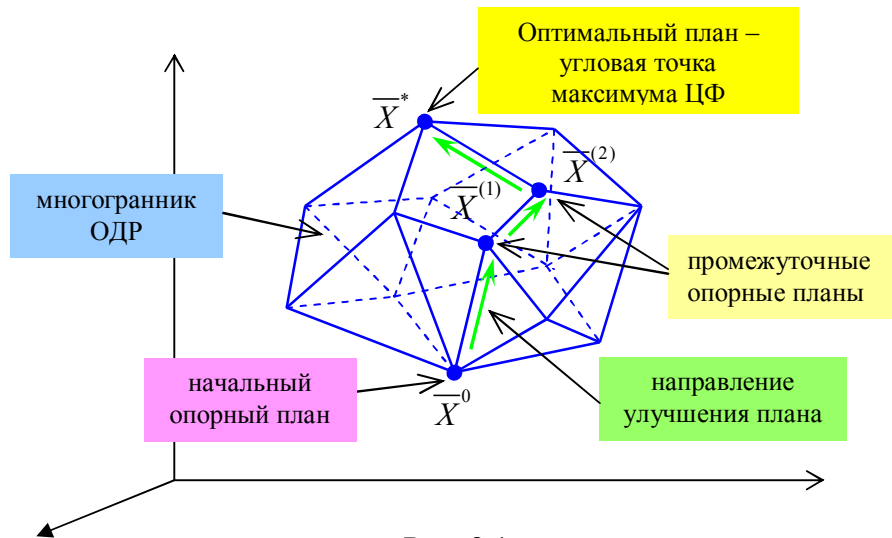 Оптимальный план –
угловая точка
максимума ЦФ
X̅*
X̅⁽²⁾
X̅⁽¹⁾
многогранник
ОДР
промежуточные
опорные планы
начальный
опорный план
X̅⁰
направление
улучшения плана